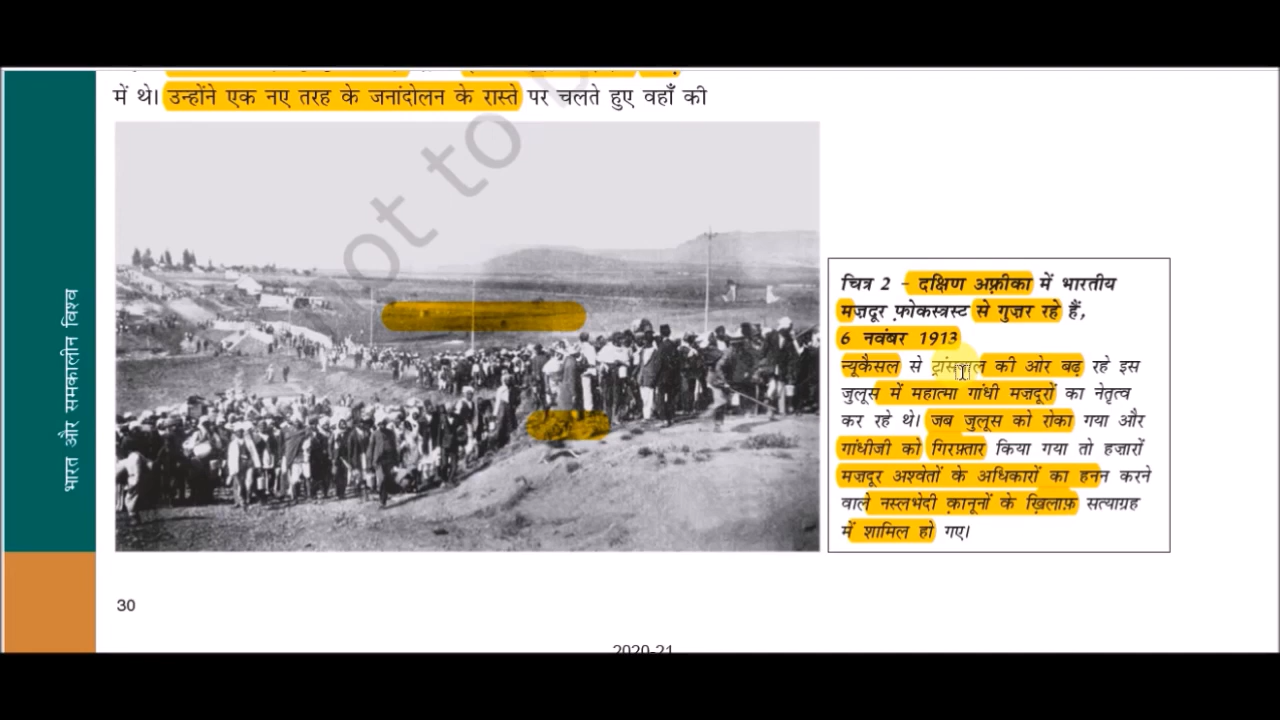 में थे। उन्होंने एक नए तरह के जनांदोलन के रास्ते पर चलते हुए वहाँ की
ot to b
भारत और समकालीन विश्व
चित्र 2 - दक्षिण अफ़्रीका में भारतीय
मज़दूर फ़ोकस्त्रस्ट से गुज़र रहे हैं,
6 नवंबर 1913
न्यूकैसल से ट्रांसवाल की ओर बढ़ रहे इस
जुलूस में महात्मा गांधी मज़दूरों का नेतृत्व
कर रहे थे। जब जुलूस को रोका गया और
गांधीजी को गिरफ़्तार किया गया तो हज़ारों
मज़दूर अश्वेतों के अधिकारों का हनन करने
वाले नस्लभेदी क़ानूनों के ख़िलाफ़ सत्याग्रह
में शामिल हो गए।
30
2020-21